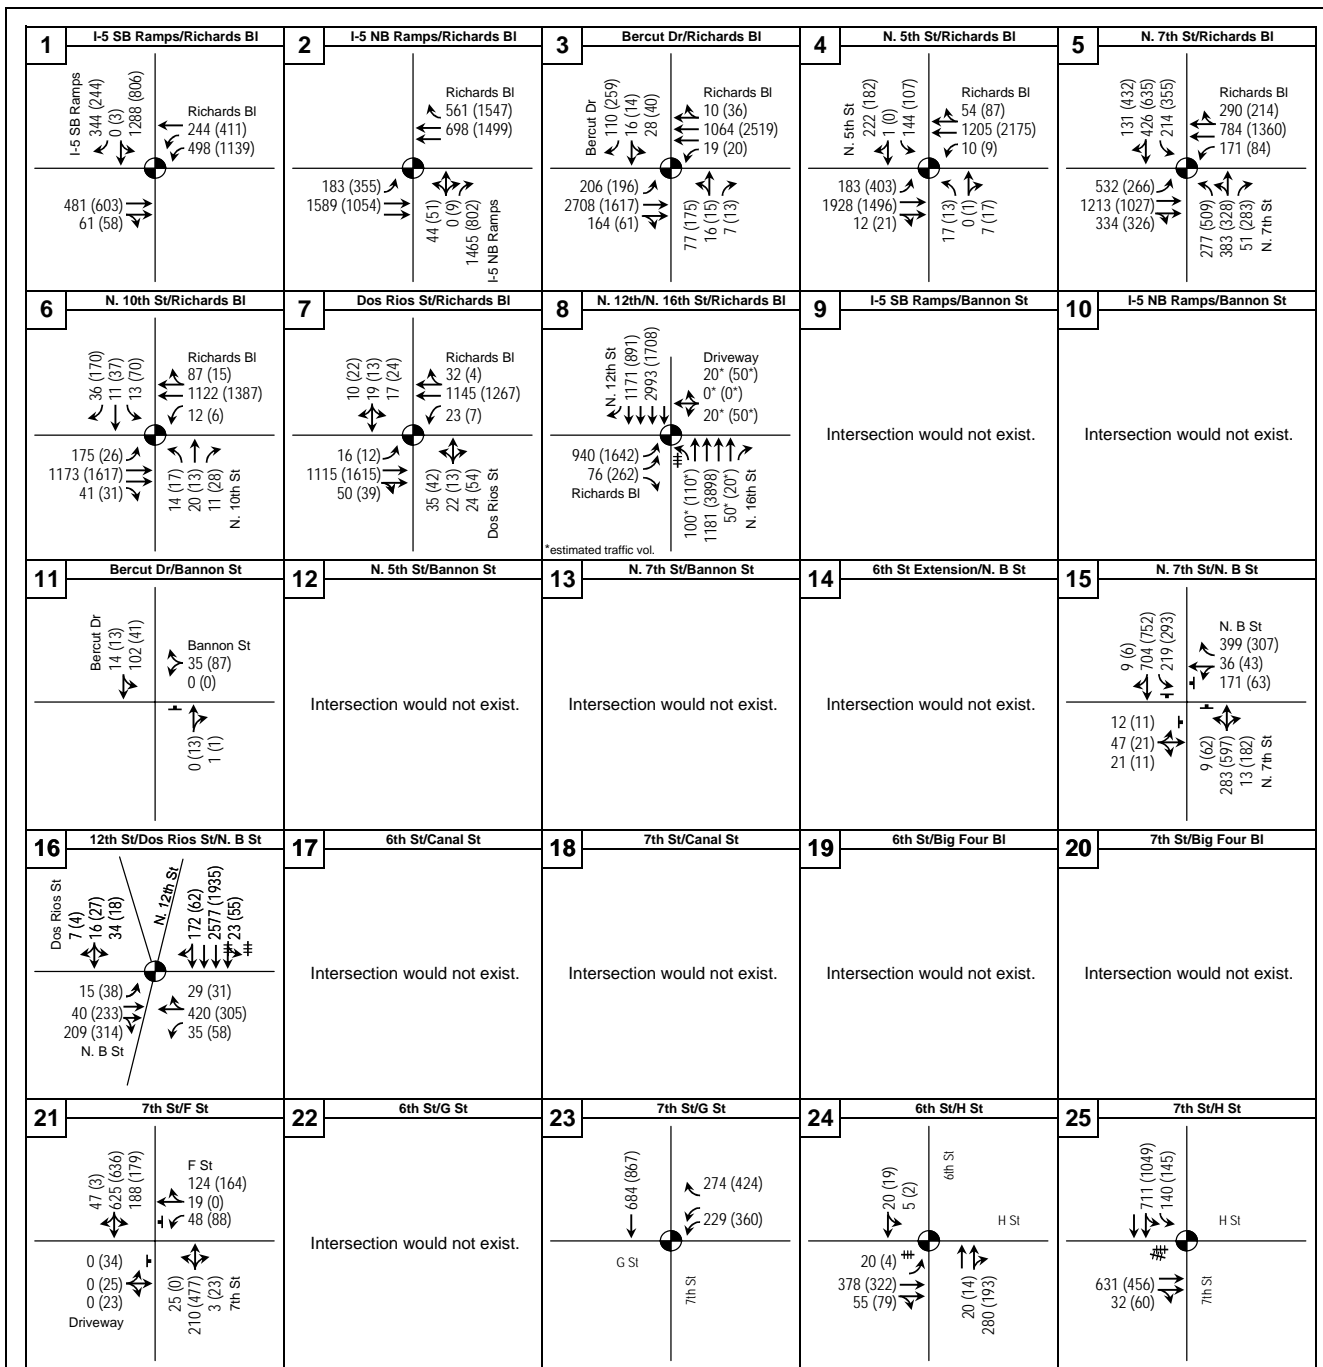 1 I-5 SB Ramps/Richards Bl
I-5 SB Ramps
344 (244)
0 (3)
1288 (806)
Richards Bl
244 (411)
498 (1139)
481 (603)
61 (58)
2 I-5 NB Ramps/Richards Bl
Richards Bl
561 (1547)
698 (1499)
183 (355)
1589 (1054)
44 (51)
0 (9)
1465 (802)
I-5 NB Ramps
3 Bercut Dr/Richards Bl
Bercut Dr
110 (259)
16 (14)
28 (40)
Richards Bl
10 (36)
1064 (2519)
19 (20)
206 (196)
2708 (1617)
164 (61)
77 (175)
16 (15)
7 (13)
4 N. 5th St/Richards Bl
N. 5th St
222 (182)
1 (0)
144 (107)
Richards Bl
54 (87)
1205 (2175)
10 (9)
183 (403)
1928 (1496)
12 (21)
17 (13)
0 (1)
7 (17)
5 N. 7th St/Richards Bl
131 (432)
426 (635)
214 (355)
Richards Bl
290 (214)
784 (1360)
171 (84)
532 (266)
1213 (1027)
334 (326)
277 (509)
383 (328)
51 (283)
N. 7th St
6 N. 10th St/Richards Bl
36 (170)
11 (37)
13 (70)
Richards Bl
87 (15)
1122 (1387)
12 (6)
175 (26)
1173 (1617)
41 (31)
14 (17)
20 (13)
11 (28)
N. 10th St
7 Dos Rios St/Richards Bl
10 (22)
19 (13)
17 (24)
Richards Bl
32 (4)
1145 (1267)
23 (7)
16 (12)
1115 (1615)
50 (39)
35 (42)
22 (13)
24 (54)
Dos Rios St
8 N. 12th/N. 16th St/Richards Bl
N. 12th St
1171 (891)
2993 (1708)
Driveway
20* (50*)
0* (0*)
20* (50*)
940 (1642)
76 (262)
Richards Bl
100* (110*)
1181 (3898)
50* (20*)
N. 16th St
*estimated traffic vol.
9 I-5 SB Ramps/Bannon St
Intersection would not exist.
10 I-5 NB Ramps/Bannon St
Intersection would not exist.
11 Bercut Dr/Bannon St
Bercut Dr
14 (13)
102 (41)
Bannon St
35 (87)
0 (0)
0 (13)
1 (1)
12 N. 5th St/Bannon St
Intersection would not exist.
13 N. 7th St/Bannon St
Intersection would not exist.
14 6th St Extension/N. B St
Intersection would not exist.
15 N. 7th St/N. B St
9 (6)
704 (752)
219 (293)
N. B St
399 (307)
36 (43)
171 (63)
12 (11)
47 (21)
21 (11)
9 (62)
283 (597)
13 (182)
N. 7th St
16 12th St/Dos Rios St/N. B St
Dos Rios St
7 (4)
16 (27)
34 (18)
N. 12th St
172 (62)
2577 (1935)
23 (55)
15 (38)
40 (233)
209 (314)
N. B St
29 (31)
420 (305)
35 (58)
17 6th St/Canal St
Intersection would not exist.
18 7th St/Canal St
Intersection would not exist.
19 6th St/Big Four Bl
Intersection would not exist.
20 7th St/Big Four Bl
Intersection would not exist.
21 7th St/F St
47 (3)
625 (636)
188 (179)
F St
124 (164)
19 (0)
48 (88)
0 (34)
0 (25)
0 (23)
Driveway
25 (0)
210 (477)
3 (23)
7th St
22 6th St/G St
Intersection would not exist.
23 7th St/G St
684 (867)
274 (424)
229 (360)
G St
7th St
24 6th St/H St
20 (19)
5 (2)
6th St
H St
20 (4)
378 (322)
55 (79)
20 (14)
280 (193)
25 7th St/H St
711 (1049)
140 (145)
H St
631 (456)
32 (60)
7th St